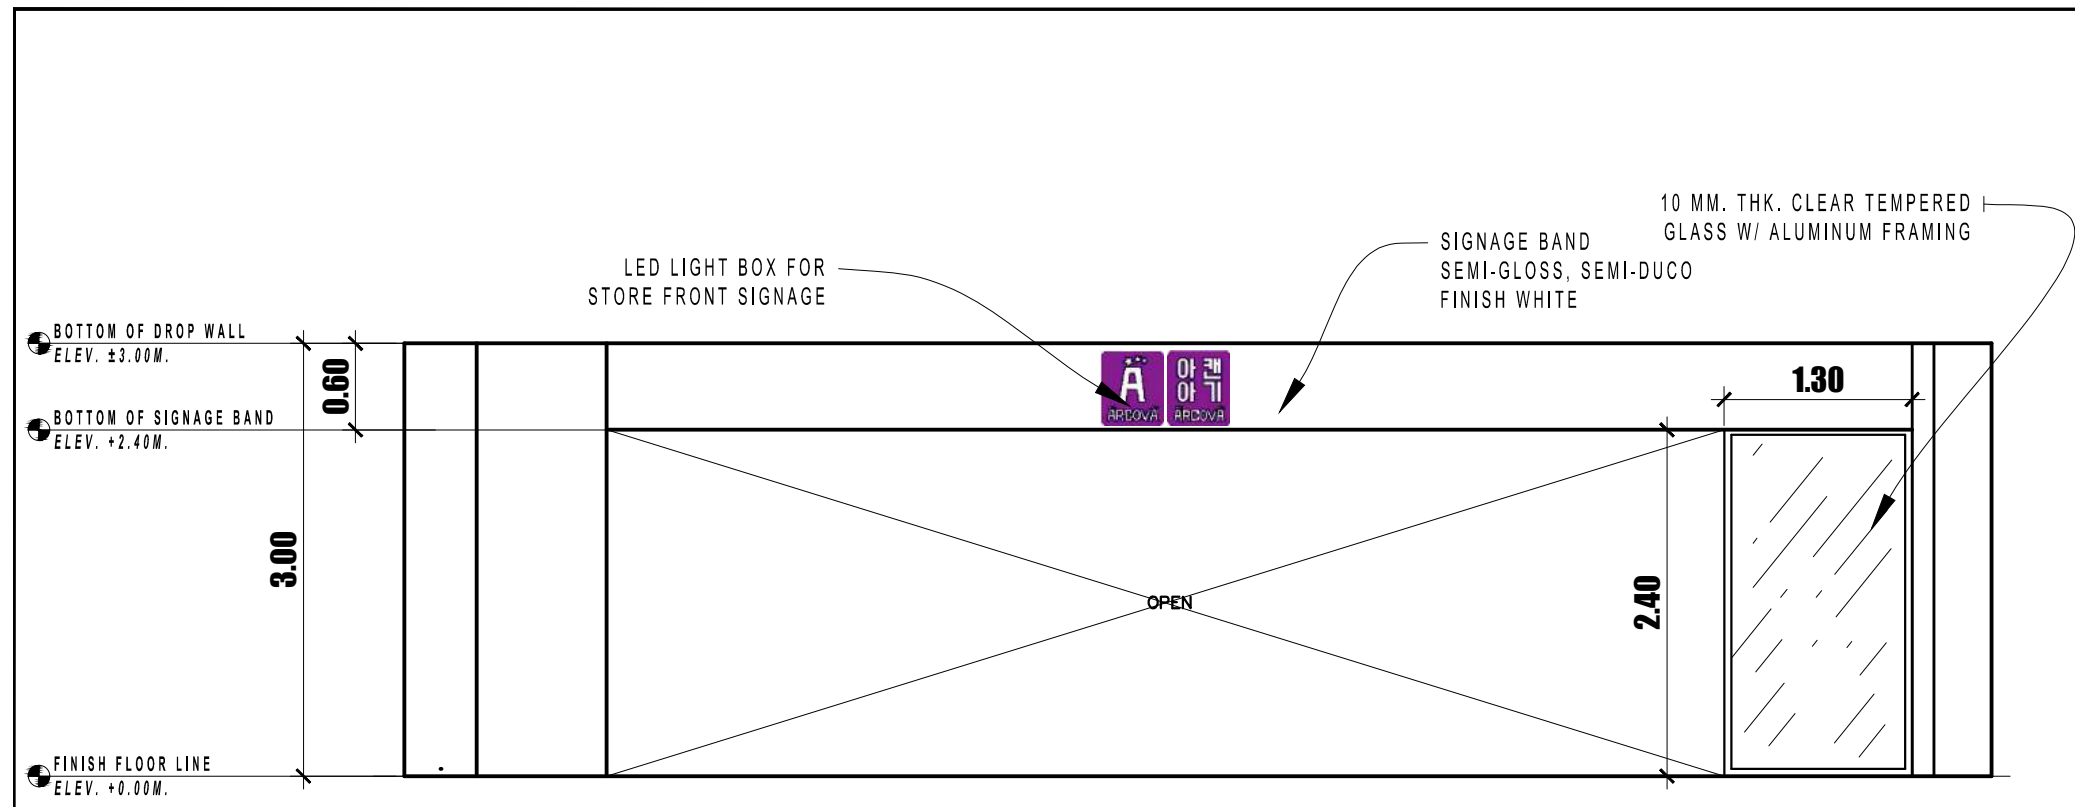 10 MM. THK. CLEAR TEMPERED
GLASS W/ ALUMINUM FRAMING
SIGNAGE BAND
SEMI-GLOSS, SEMI-DUCO
FINISH WHITE
LED LIGHT BOX FOR
STORE FRONT SIGNAGE
BOTTOM OF DROP WALL
ELEV. ±3.00M.
0.60
Ä
ÄRCOVÄ
아캔
아기
ÄRCOVÄ
1.30
BOTTOM OF SIGNAGE BAND
ELEV. +2.40M.
3.00
OPEN
2.40
FINISH FLOOR LINE
ELEV. +0.00M.